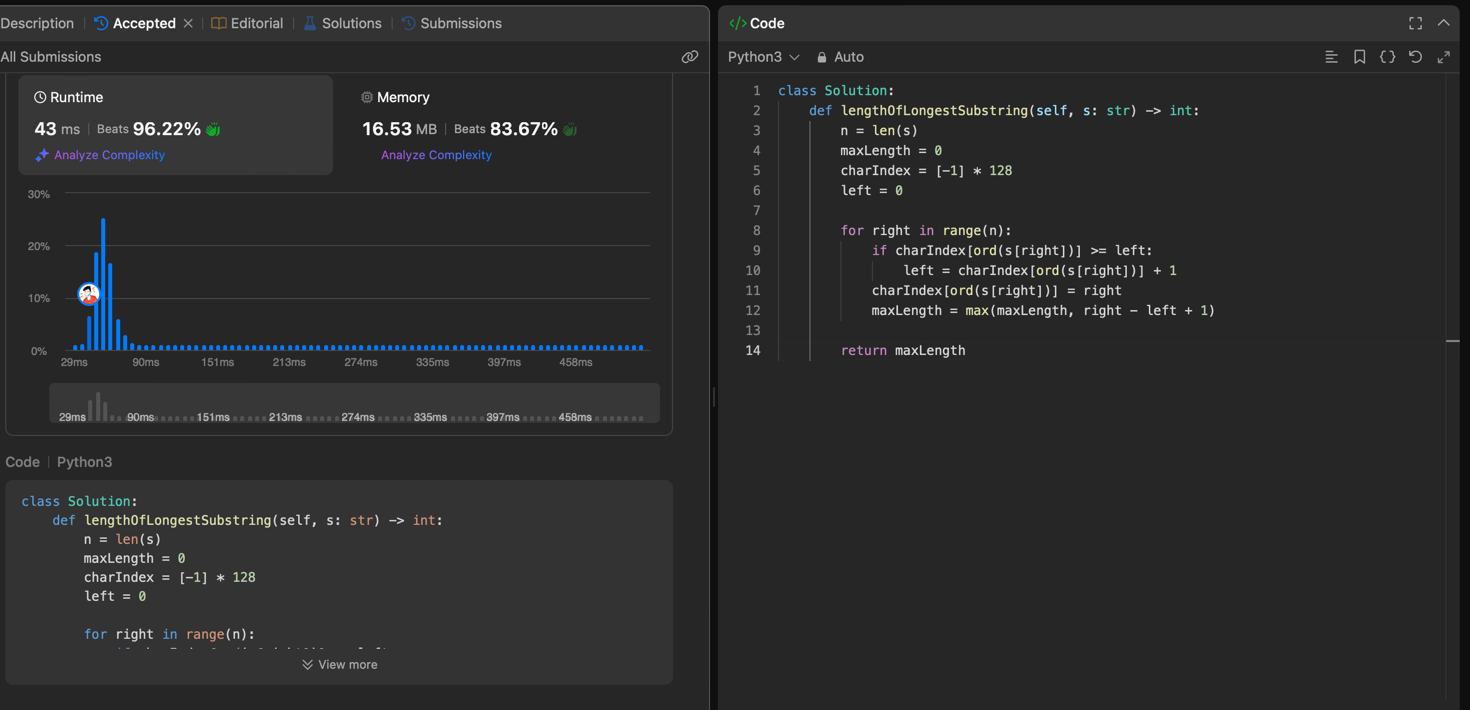 Description Accepted Editorial Solutions Submissions
All Submissions
Runtime
43 ms Beats 96.22%
Analyze Complexity
Memory
16.53 MB Beats 83.67%
Analyze Complexity
30%
20%
10%
0%
29ms 90ms 151ms 213ms 274ms 335ms 397ms 458ms
29ms 90ms 151ms 213ms 274ms 335ms 397ms 458ms
Code Python3
class Solution:
    def lengthOfLongestSubstring(self, s: str) -> int:
        n = len(s)
        maxLength = 0
        charIndex = [-1] * 128
        left = 0

        for right in range(n):
View more
</> Code
Python3 Auto
1 class Solution:
2     def lengthOfLongestSubstring(self, s: str) -> int:
3         n = len(s)
4         maxLength = 0
5         charIndex = [-1] * 128
6         left = 0
7
8         for right in range(n):
9             if charIndex[ord(s[right])] >= left:
10                 left = charIndex[ord(s[right])] + 1
11             charIndex[ord(s[right])] = right
12             maxLength = max(maxLength, right - left + 1)
13
14         return maxLength